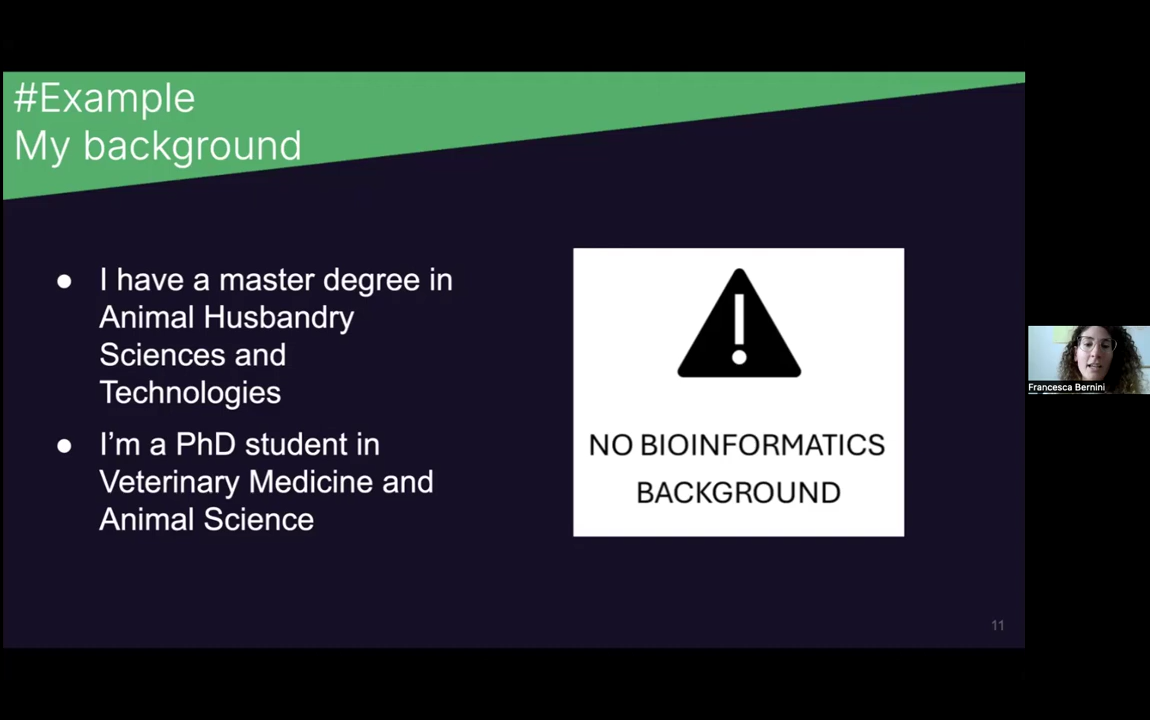 #Example
My background
● I have a master degree in
Animal Husbandry
Sciences and
Technologies
● I'm a PhD student in
Veterinary Medicine and
Animal Science
NO BIOINFORMATICS
BACKGROUND
Francesca Bernini
11